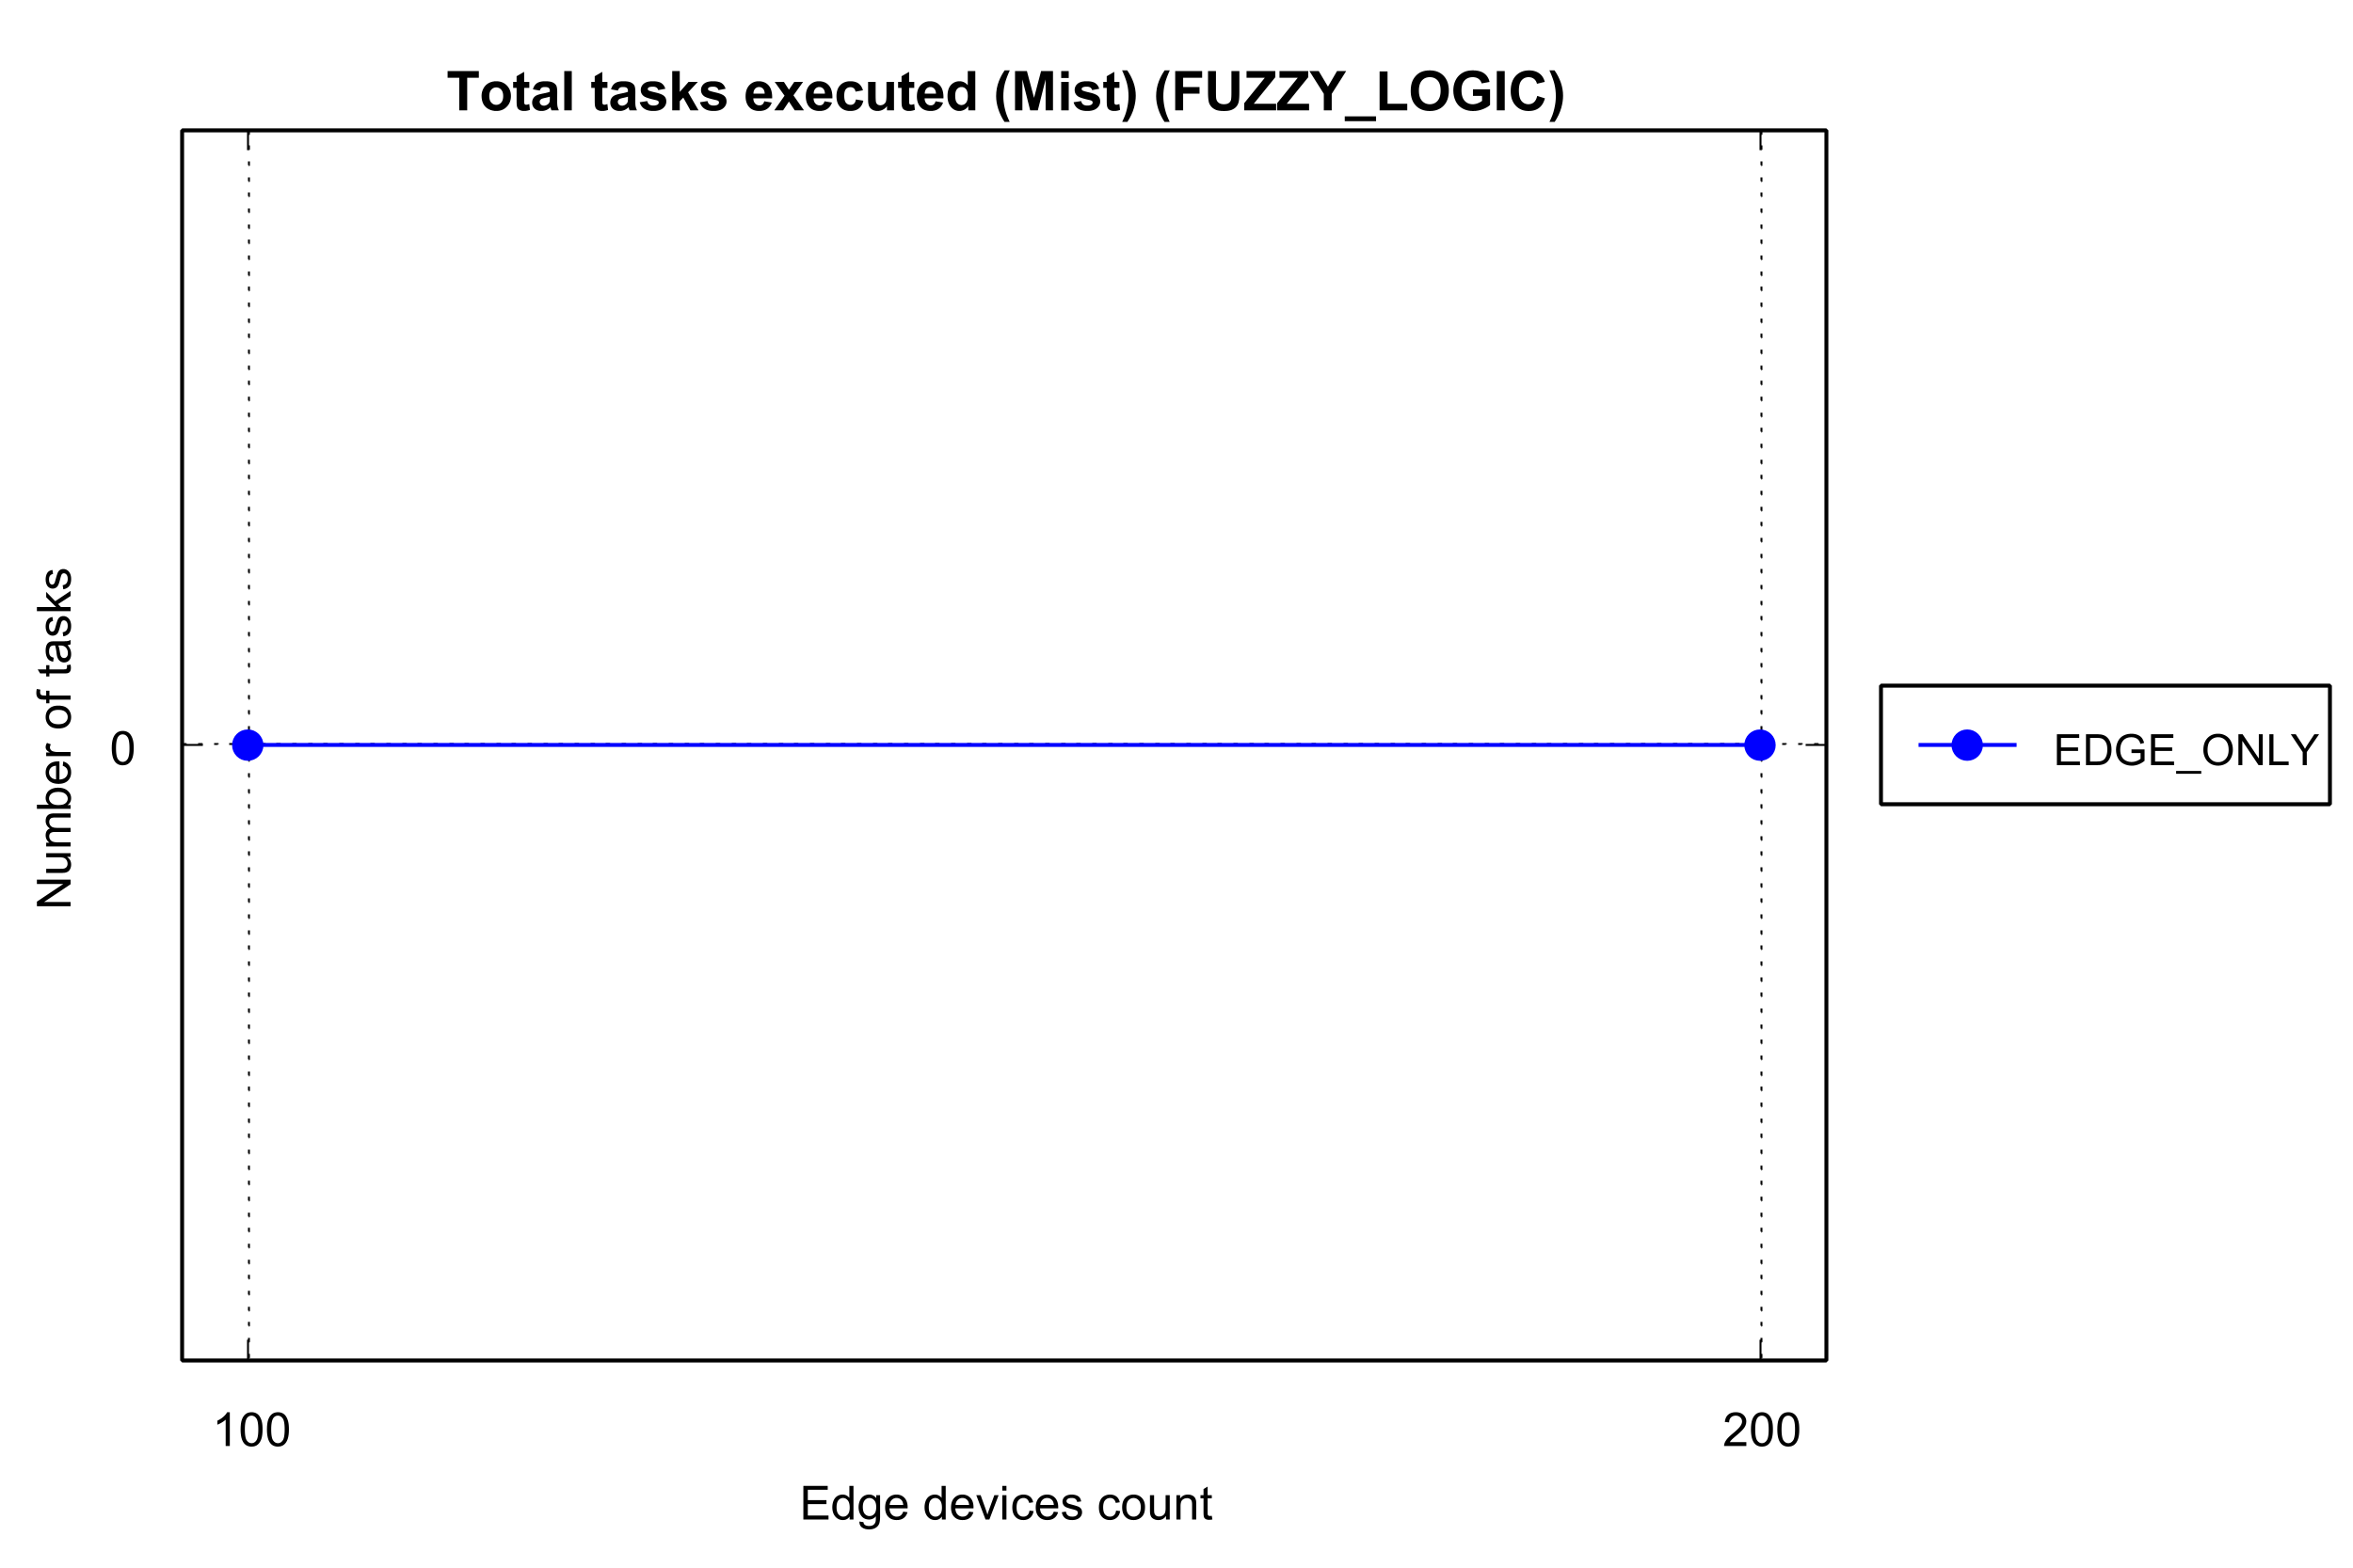 Total tasks executed (Mist) (FUZZY_LOGIC)
Number of tasks
0
EDGE_ONLY
100
200
Edge devices count